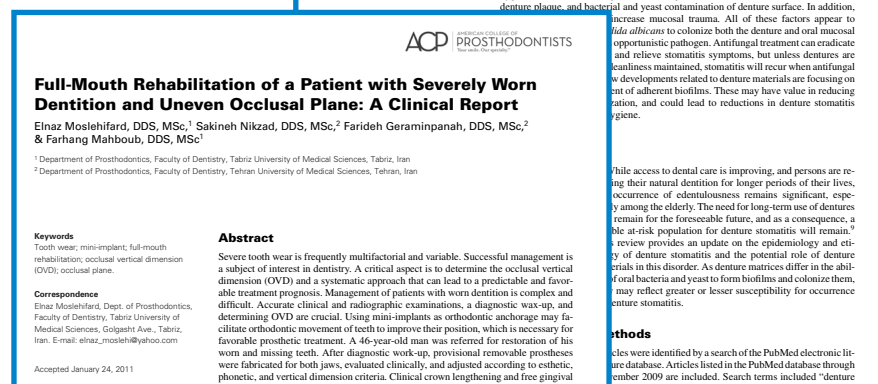 ACP
AMERICAN COLLEGE OF
PROSTHODONTISTS
Your smile. Our specialty.®
Full-Mouth Rehabilitation of a Patient with Severely Worn
Dentition and Uneven Occlusal Plane: A Clinical Report
Elnaz Moslehifard, DDS, MSc,1 Sakineh Nikzad, DDS, MSc,2 Farideh Geraminpanah, DDS, MSc,2
& Farhang Mahboub, DDS, MSc1
1 Department of Prosthodontics, Faculty of Dentistry, Tabriz University of Medical Sciences, Tabriz, Iran
2 Department of Prosthodontics, Faculty of Dentistry, Tehran University of Medical Sciences, Tehran, Iran
Keywords
Tooth wear; mini-implant; full-mouth
rehabilitation; occlusal vertical dimension
(OVD); occlusal plane.
Correspondence
Elnaz Moslehifard, Dept. of Prosthodontics,
Faculty of Dentistry, Tabriz University of
Medical Sciences, Golgasht Ave., Tabriz,
Iran. E-mail: elnaz_moslehi@yahoo.com
Accepted January 24, 2011
Abstract
Severe tooth wear is frequently multifactorial and variable. Successful management is
a subject of interest in dentistry. A critical aspect is to determine the occlusal vertical
dimension (OVD) and a systematic approach that can lead to a predictable and favor-
able treatment prognosis. Management of patients with worn dentition is complex and
difficult. Accurate clinical and radiographic examinations, a diagnostic wax-up, and
determining OVD are crucial. Using mini-implants as orthodontic anchorage may fa-
cilitate orthodontic movement of teeth to improve their position, which is necessary for
favorable prosthetic treatment. A 46-year-old man was referred for restoration of his
worn and missing teeth. After diagnostic work-up, provisional removable prostheses
were fabricated for both jaws, evaluated clinically, and adjusted according to esthetic,
phonetic, and vertical dimension criteria. Clinical crown lengthening and free gingival
denture plaque, and bacterial and yeast contamination of denture surface. In addition,
increase mucosal trauma. All of these factors appear to
dida albicans to colonize both the denture and oral mucosal
opportunistic pathogen. Antifungal treatment can eradicate
and relieve stomatitis symptoms, but unless dentures are
leanliness maintained, stomatitis will recur when antifungal
w developments related to denture materials are focusing on
ent of adherent biofilms. These may have value in reducing
zation, and could lead to reductions in denture stomatitis
ygiene.
While access to dental care is improving, and persons are re-
ing their natural dentition for longer periods of their lives,
occurrence of edentulousness remains significant, espe-
ly among the elderly. The need for long-term use of dentures
remain for the foreseeable future, and as a consequence, a
ble at-risk population for denture stomatitis will remain.9
s review provides an update on the epidemiology and eti-
gy of denture stomatitis and the potential role of denture
erials in this disorder. As denture matrices differ in the abil-
of oral bacteria and yeast to form biofilms and colonize them,
may reflect greater or lesser susceptibility for occurrence
enture stomatitis.
ethods
cles were identified by a search of the PubMed electronic lit-
ure database. Articles listed in the PubMed database through
vember 2009 are included. Search terms included "denture